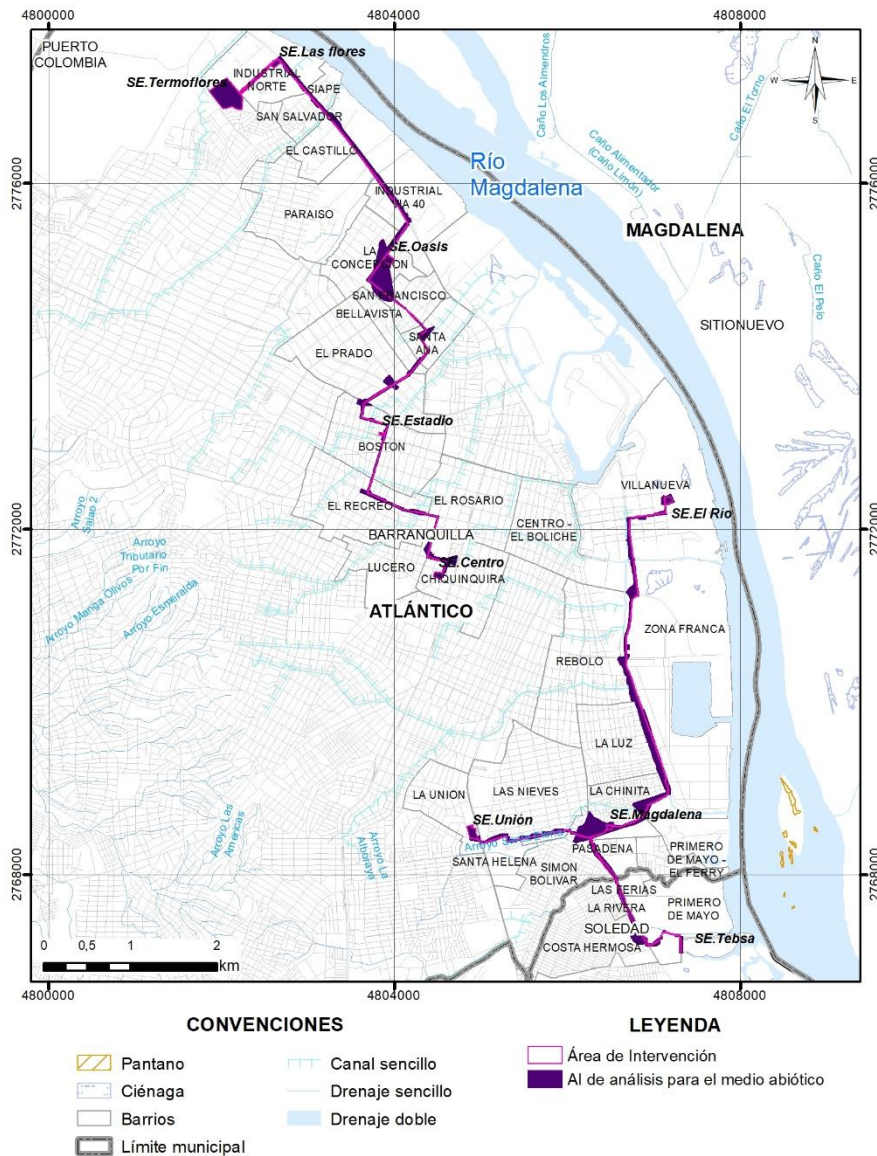 4800000
4804000
4808000
PUERTO
COLOMBIA
SE.Las flores
SE.Termoflores
INDUSTRIAL
NORTE
SIAPE
SAN SALVADOR
EL CASTILLO
Caño Los Almendros
Caño El Torno
Caño Alimentador
(Caño Limón)
N
W
E
S
2776000
2776000
Río
Magdalena
INDUSTRIAL
VIA 40
PARAISO
MAGDALENA
SE.Oasis
LA
CONCEPCION
SAN FRANCISCO
BELLAVISTA
Caño El Pelo
SITIONUEVO
EL PRADO
SANTA
ANA
SE.Estadio
BOSTON
VILLANUEVA
EL RECREO
EL ROSARIO
SE.El Río
Arroyo
Salao 2
2772000
2772000
CENTRO -
EL BOLICHE
BARRANQUILLA
Arroyo
Tributario
Por Fin
LUCERO
SE.Centro
CHIQUINQUIRA
Arroyo Manga Olivos
Arroyo Esmeralda
ATLÁNTICO
ZONA FRANCA
REBOLO
LA LUZ
LA UNION
LAS NIEVES
LA CHINITA
SE.Unión
SE.Magdalena
Arroyo Las
Américas
Arroyo La
SANTA HELENA
PASADENA
PRIMERO
DE MAYO -
EL FERRY
SIMON
BOLIVAR
2768000
2768000
LAS FERIAS
LA RIVERA
PRIMERO
DE MAYO
SOLEDAD
COSTA HERMOSA
SE.Tebsa
0
0,5
1
2
km
4800000
4804000
4808000
CONVENCIONES
LEYENDA
Pantano
Canal sencillo
Área de Intervención
Ciénaga
Drenaje sencillo
AI de análisis para el medio abiótico
Barrios
Drenaje doble
Límite municipal